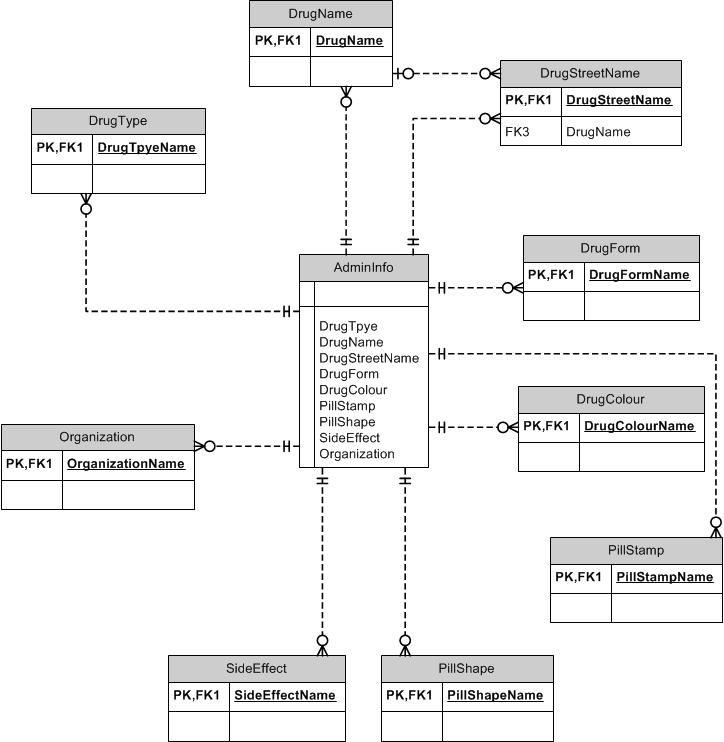 DrugName
PK,FK1 DrugName
DrugStreetName
PK,FK1 DrugStreetName
FK3 DrugName
DrugType
PK,FK1 DrugTpyeName
AdminInfo
DrugTpye
DrugName
DrugStreetName
DrugForm
DrugColour
PillStamp
PillShape
SideEffect
Organization
DrugForm
PK,FK1 DrugFormName
DrugColour
PK,FK1 DrugColourName
Organization
PK,FK1 OrganizationName
PillStamp
PK,FK1 PillStampName
SideEffect
PK,FK1 SideEffectName
PillShape
PK,FK1 PillShapeName